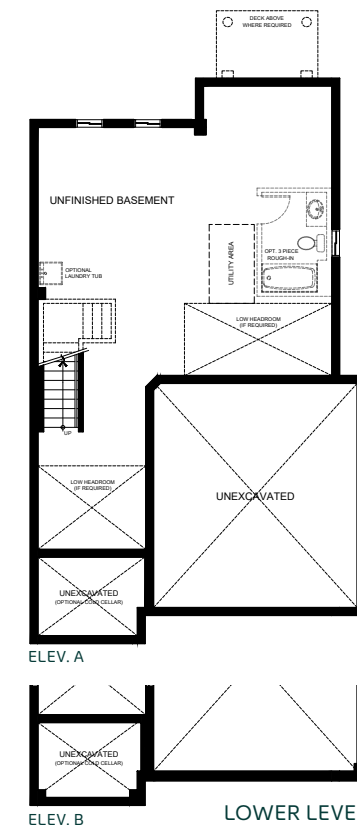 DECK ABOVE
WHERE REQUIRED
UNFINISHED BASEMENT
UTILITY AREA
OPT. 3 PIECE
ROUGH-IN
OPTIONAL
LAUNDRY TUB
LOW HEADROOM
(IF REQUIRED)
UP
LOW HEADROOM
(IF REQUIRED)
UNEXCAVATED
UNEXCAVATED
(OPTIONAL COLD CELLAR)
ELEV. A
UNEXCAVATED
(OPTIONAL COLD CELLAR)
ELEV. B
LOWER LEVE